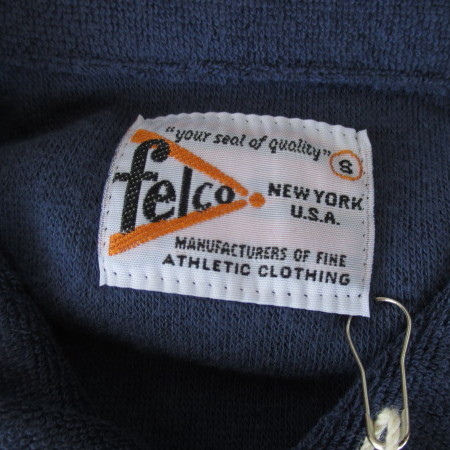 "your seal of quality"
S
felco
NEW YORK
U.S.A.
MANUFACTURERS OF FINE
ATHLETIC CLOTHING